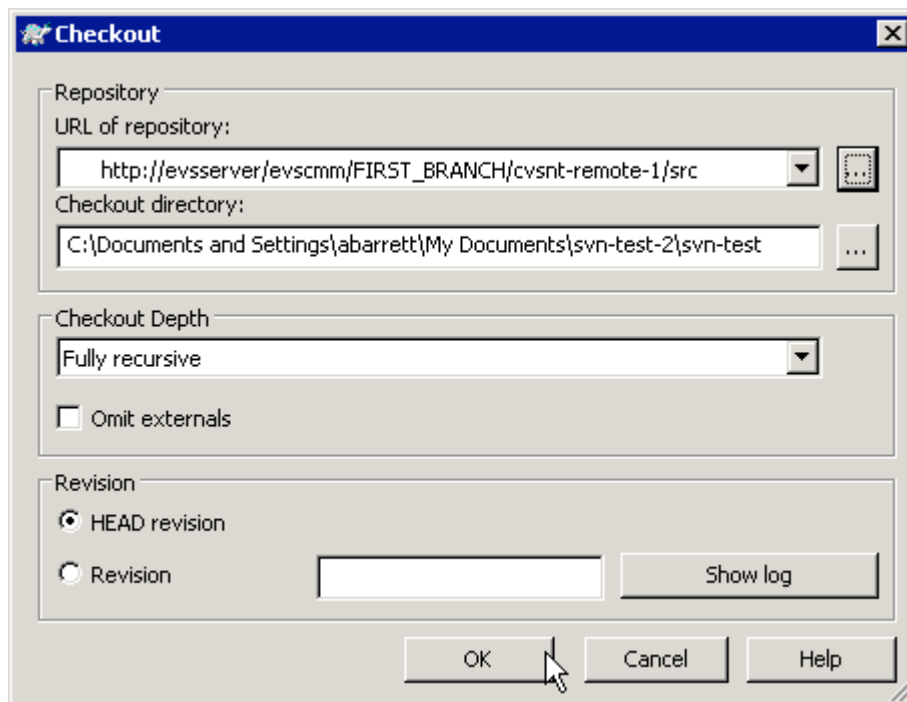 Checkout
Repository
URL of repository:
http://evsserver/evscmm/FIRST_BRANCH/cvsnt-remote-1/src
...
Checkout directory:
C:\Documents and Settings\abarrett\My Documents\svn-test-2\svn-test
...
Checkout Depth
Fully recursive
Omit externals
Revision
HEAD revision
Revision
Show log
OK Cancel Help